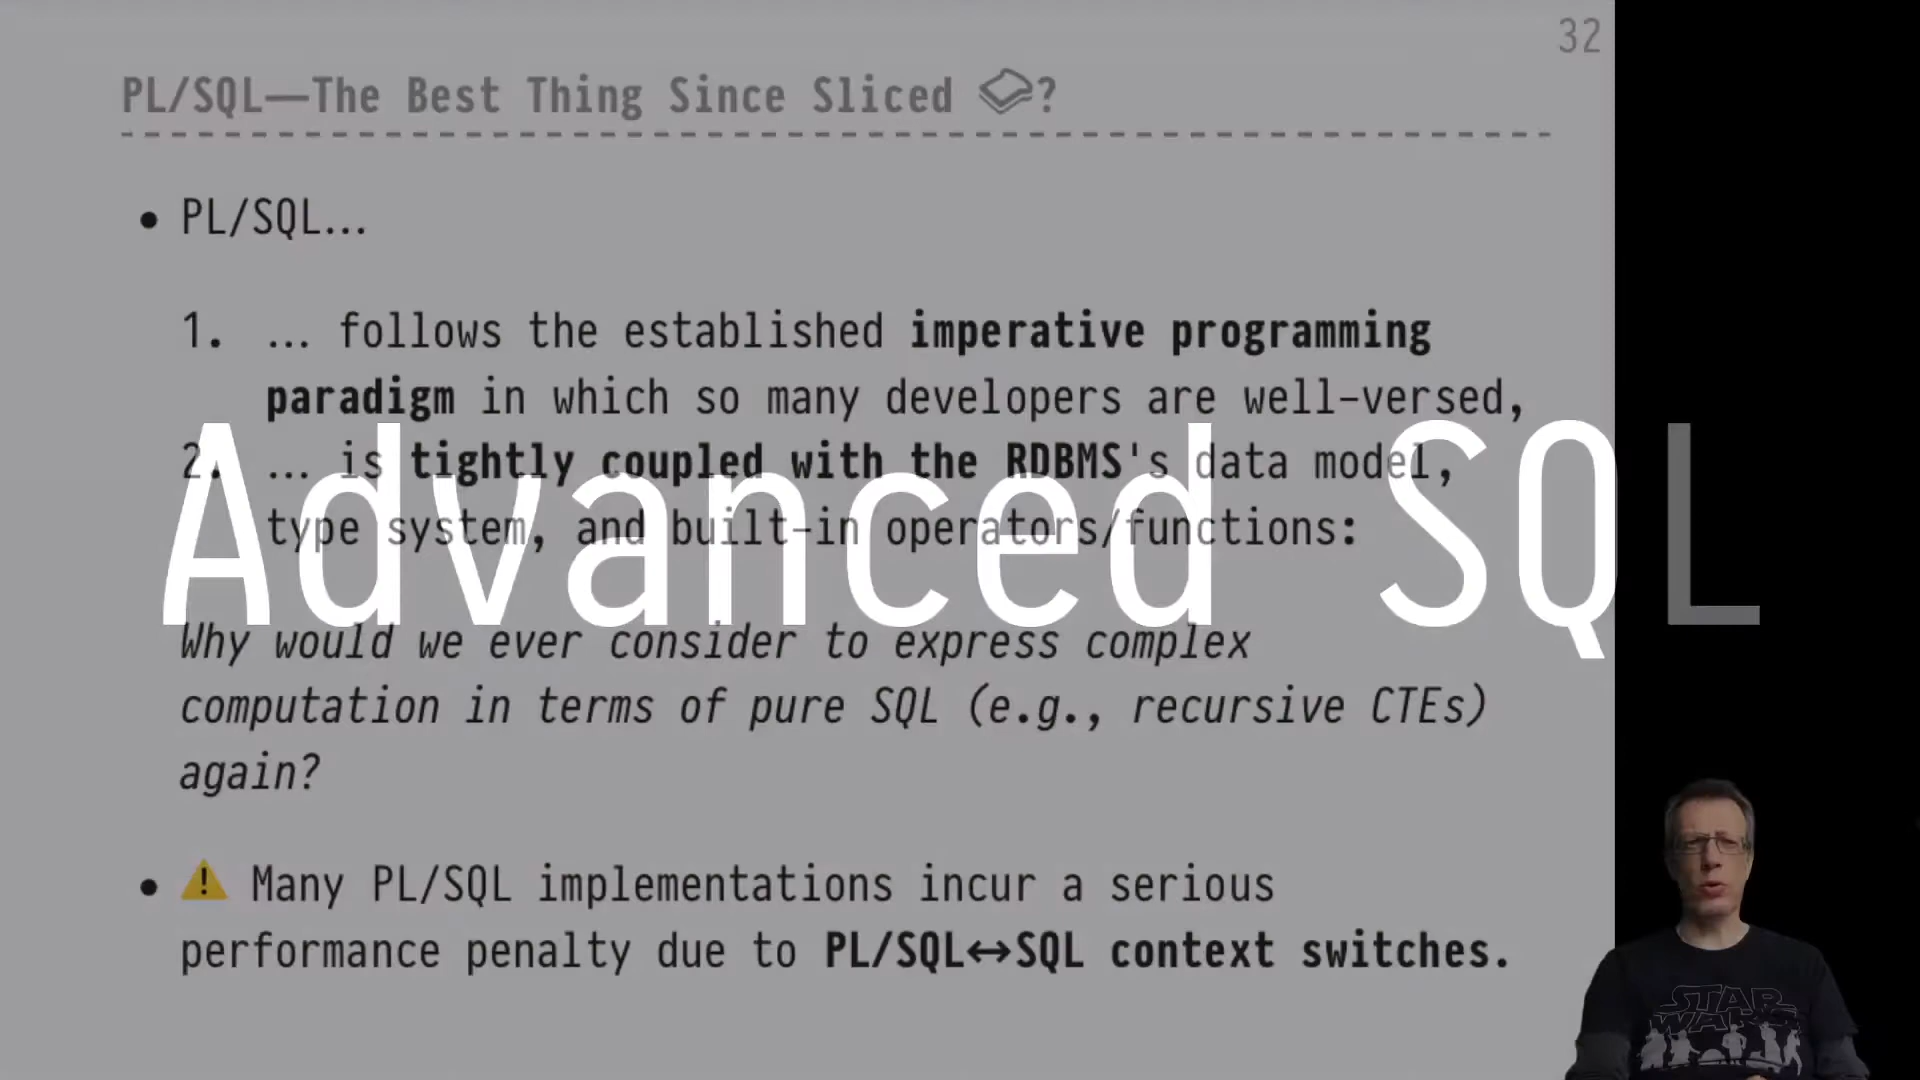 32
PL/SQL—The Best Thing Since Sliced ?
• PL/SQL…
1. … follows the established imperative programming
paradigm in which so many developers are well-versed,
2. … is tightly coupled with the RDBMS's data model,
type system, and built-in operators/functions:
Advanced SQL
Why would we ever consider to express complex
computation in terms of pure SQL (e.g., recursive CTEs)
again?
• ⚠ Many PL/SQL implementations incur a serious
performance penalty due to PL/SQL↔SQL context switches.
STAR
WARS